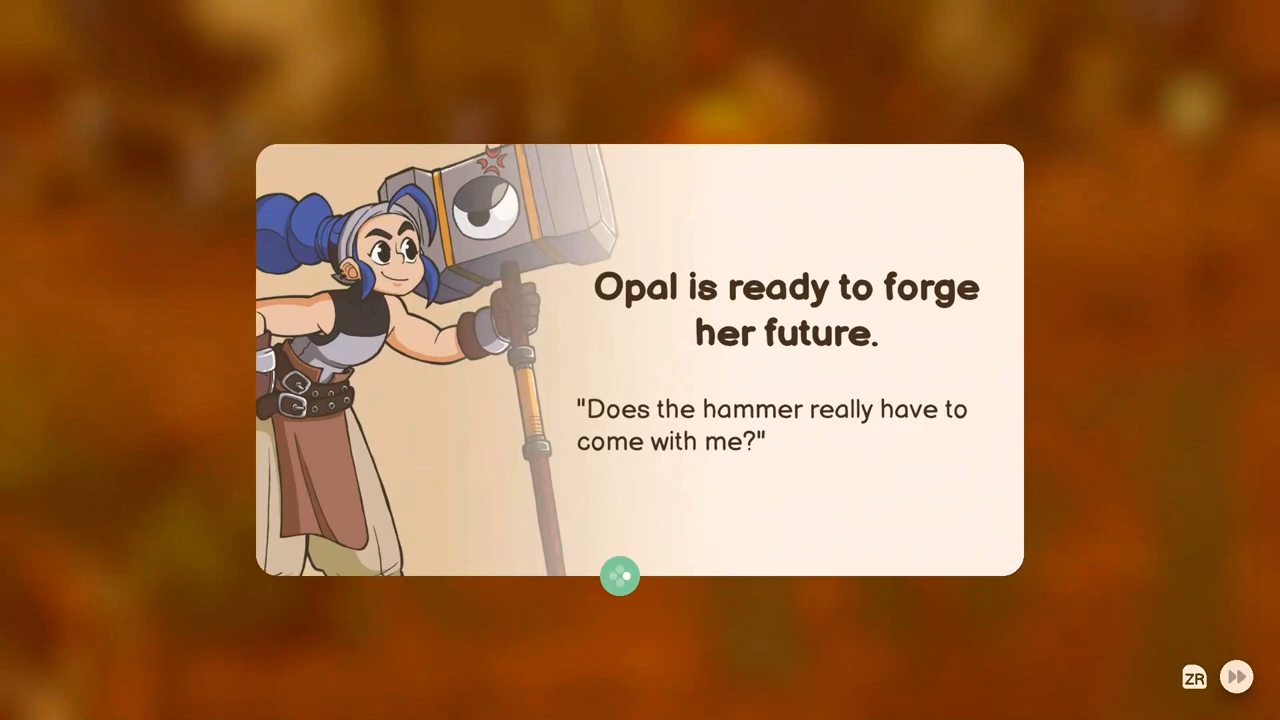 Opal is ready to forge
her future.
"Does the hammer really have to
come with me?"
ZR